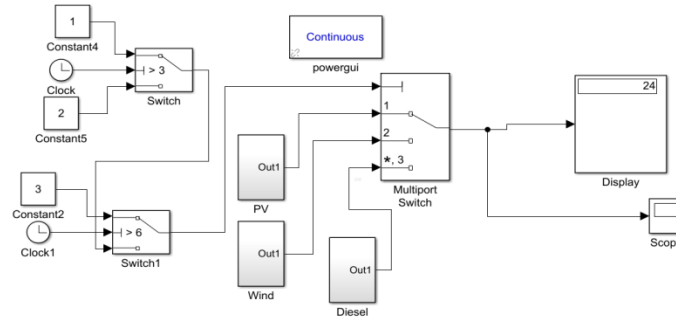 1
Constant4
Clock
> 3
Switch
2
Constant5
Continuous
powergui
1
2
*, 3
Multiport
Switch
24
Display
Scop
3
Constant2
Clock1
> 6
Switch1
Out1
PV
Out1
Wind
Out1
Diesel